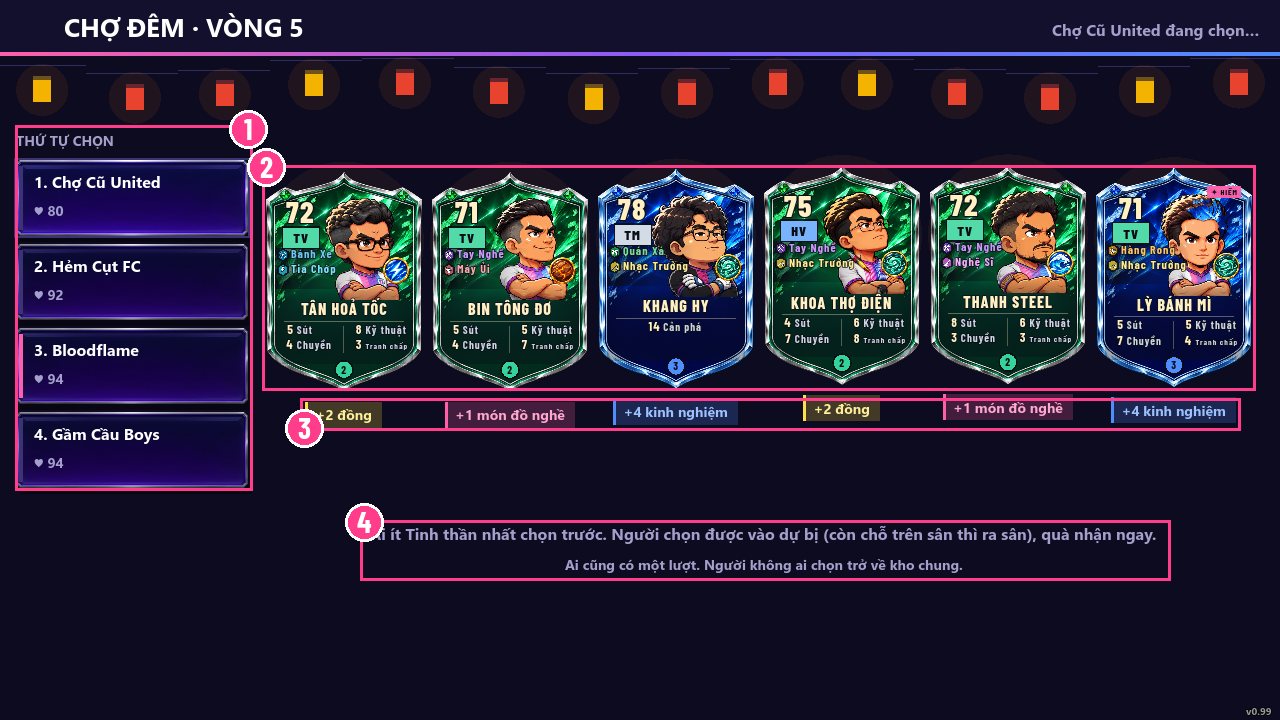 CHỢ ĐÊM · VÒNG 5
Chợ Cũ United đang chọn...
THỨ TỰ CHỌN
1
1. Chợ Cũ United
♥ 80
2. Hẻm Cụt FC
♥ 92
3. Bloodflame
♥ 94
4. Gầm Cầu Boys
♥ 94
2
72
TV
Bánh Xe
Tia Chớp
TÂN HOẢ TỐC
5 Sút 8 Kỹ thuật
4 Chuyền 3 Tranh chấp
2
71
TV
Tay Nghề
Máy Ủi
BIN TỔNG ĐÀ
5 Sút 5 Kỹ thuật
4 Chuyền 7 Tranh chấp
2
78
TM
Quán Xá
Nhạc Trưởng
KHANG HY
14 Cản phá
3
75
HV
Tay Nghề
Nhạc Trưởng
KHOA THỢ ĐIỆN
4 Sút 6 Kỹ thuật
7 Chuyền 8 Tranh chấp
2
72
TV
Tay Nghề
Nghệ Sĩ
THANH STEEL
8 Sút 6 Kỹ thuật
3 Chuyền 3 Tranh chấp
2
✦ HIẾM
71
TV
Hàng Rong
Nhạc Trưởng
LỲ BÁNH MÌ
5 Sút 5 Kỹ thuật
7 Chuyền 4 Tranh chấp
3
3
+2 đồng
+1 món đồ nghề
+4 kinh nghiệm
+2 đồng
+1 món đồ nghề
+4 kinh nghiệm
4
ít Tinh thần nhất chọn trước. Người chọn được vào dự bị (còn chỗ trên sân thì ra sân), quà nhận ngay.
Ai cũng có một lượt. Người không ai chọn trở về kho chung.
v0.99